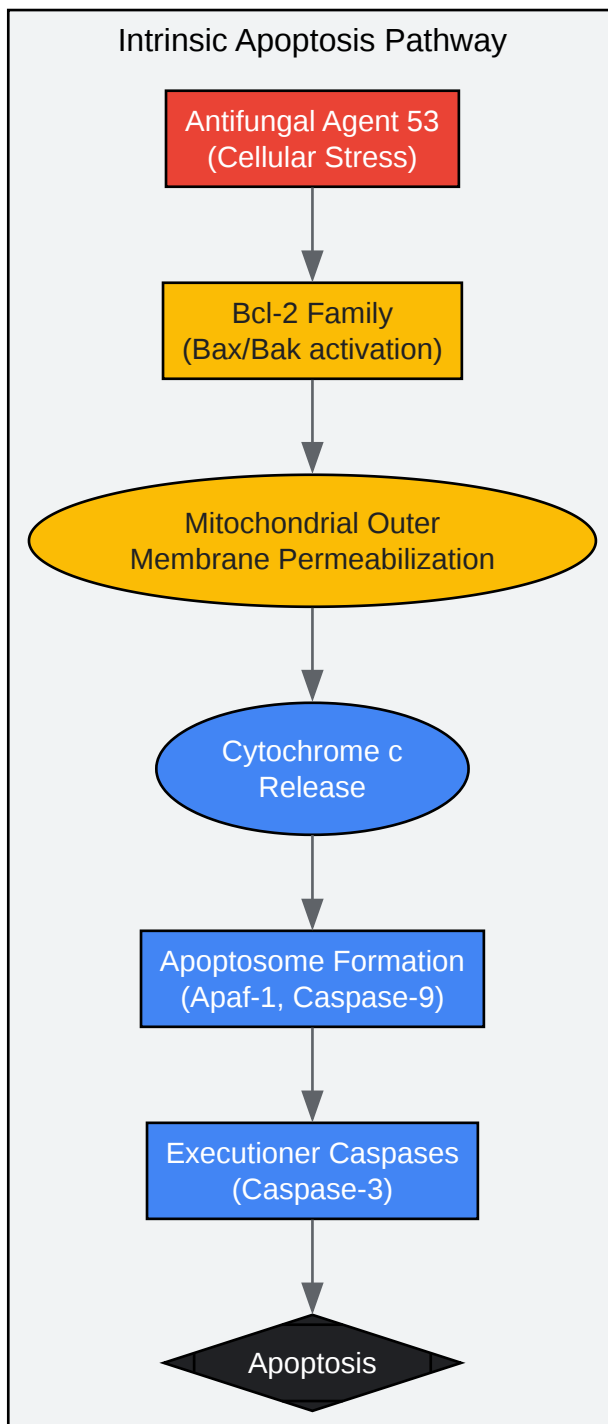 Intrinsic Apoptosis Pathway
Antifungal Agent 53
(Cellular Stress)
Bcl-2 Family
(Bax/Bak activation)
Mitochondrial Outer
Membrane Permeabilization
Cytochrome c
Release
Apoptosome Formation
(Apaf-1, Caspase-9)
Executioner Caspases
(Caspase-3)
Apoptosis